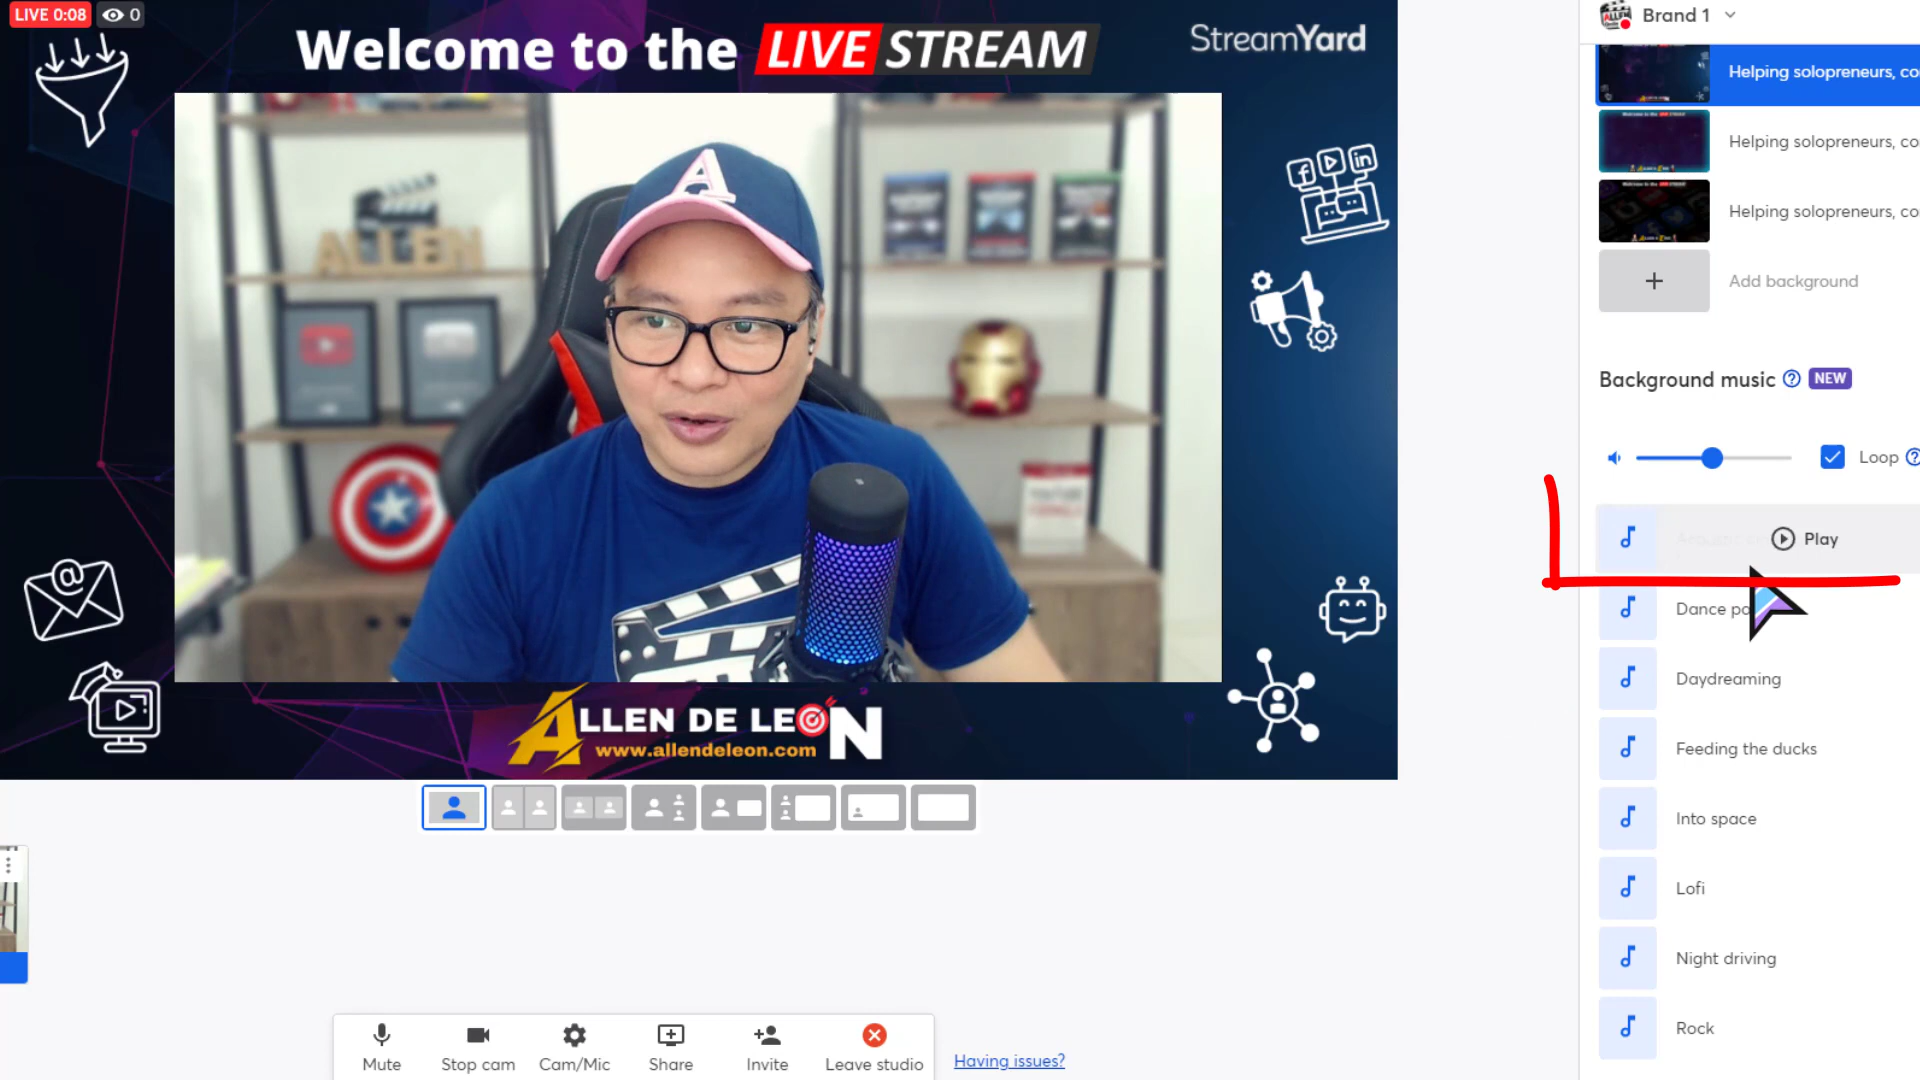 LIVE 0:08
0
Welcome to the LIVE STREAM
StreamYard
ALLEN
A
f
in
@
ALLEN DE LEON
www.allendeleon.com
Mute
Stop cam
Cam/Mic
Share
Invite
Leave studio
Having issues?
Brand 1
Helping solopreneurs, co
Helping solopreneurs, co
Helping solopreneurs, co
Add background
Background music ? NEW
Loop ?
Play
Dance po
Daydreaming
Feeding the ducks
Into space
Lofi
Night driving
Rock